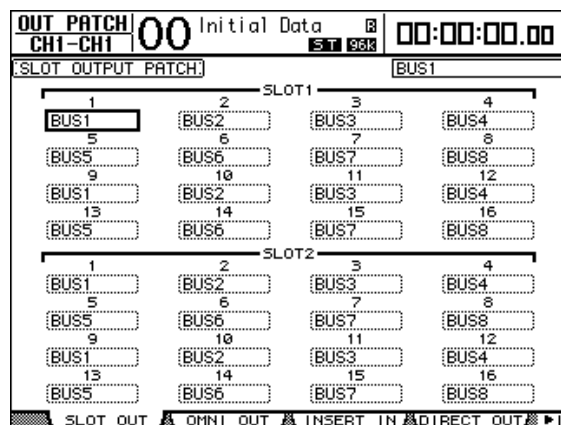 OUT PATCH
CH1-CH1
00 Initial Data R
ST 96k
00:00:00.00
SLOT OUTPUT PATCH
BUS1
SLOT1
1 2 3 4
BUS1 BUS2 BUS3 BUS4
5 6 7 8
BUS5 BUS6 BUS7 BUS8
9 10 11 12
BUS1 BUS2 BUS3 BUS4
13 14 15 16
BUS5 BUS6 BUS7 BUS8
SLOT2
1 2 3 4
BUS1 BUS2 BUS3 BUS4
5 6 7 8
BUS5 BUS6 BUS7 BUS8
9 10 11 12
BUS1 BUS2 BUS3 BUS4
13 14 15 16
BUS5 BUS6 BUS7 BUS8
SLOT OUT OMNI OUT INSERT IN DIRECT OUT